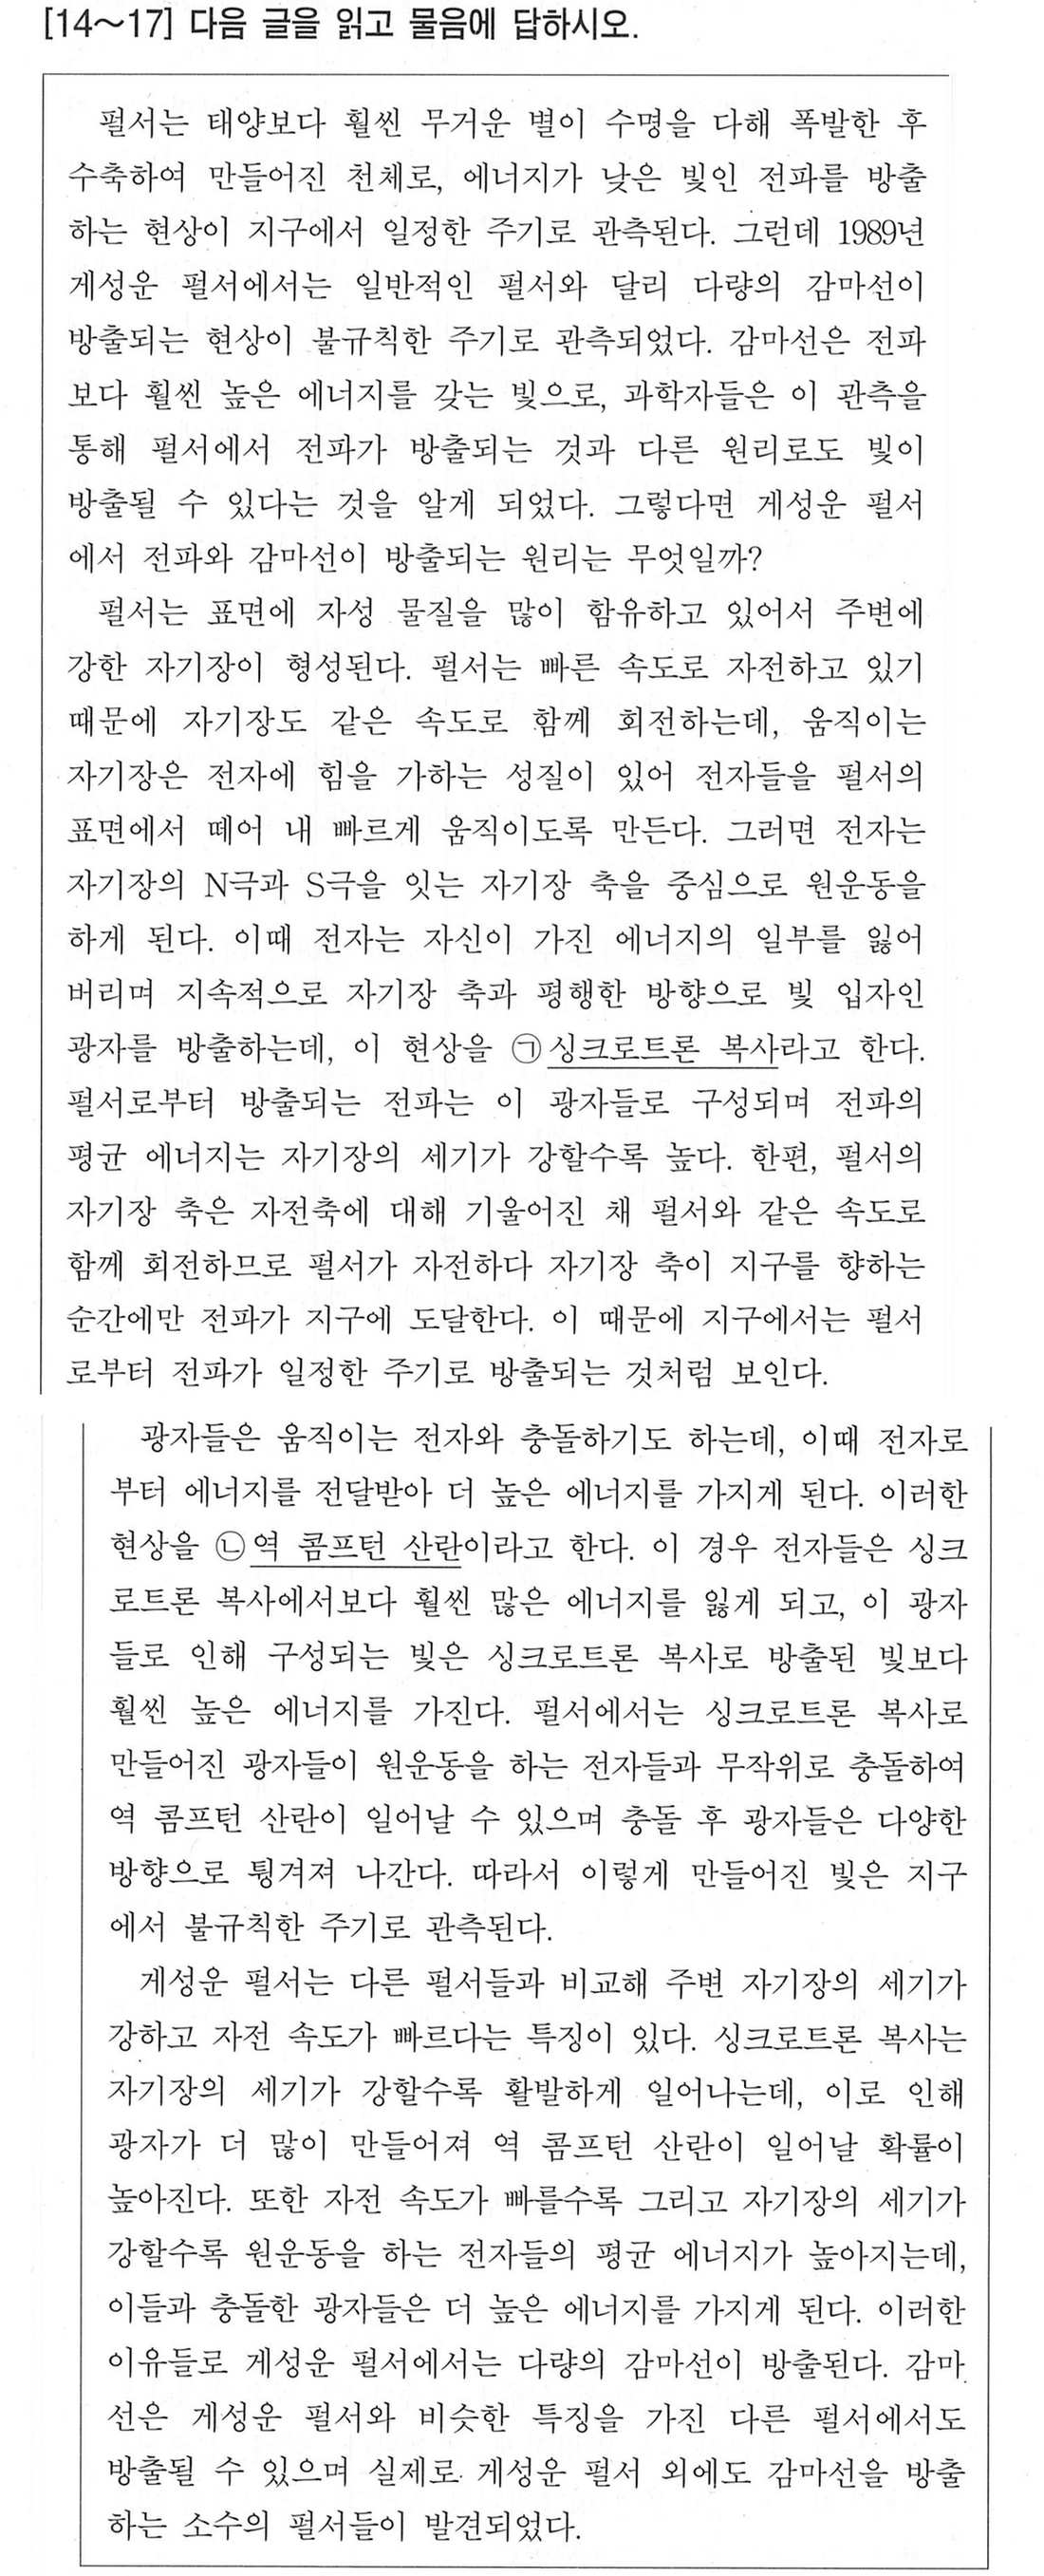 [14~17] 다음 글을 읽고 물음에 답하시오.
펄서는 태양보다 훨씬 무거운 별이 수명을 다해 폭발한 후
수축하여 만들어진 천체로, 에너지가 낮은 빛인 전파를 방출
하는 현상이 지구에서 일정한 주기로 관측된다. 그런데 1989년
게성운 펄서에서는 일반적인 펄서와 달리 다량의 감마선이
방출되는 현상이 불규칙한 주기로 관측되었다. 감마선은 전파
보다 훨씬 높은 에너지를 갖는 빛으로, 과학자들은 이 관측을
통해 펄서에서 전파가 방출되는 것과 다른 원리로도 빛이
방출될 수 있다는 것을 알게 되었다. 그렇다면 게성운 펄서
에서 전파와 감마선이 방출되는 원리는 무엇일까?
펄서는 표면에 자성 물질을 많이 함유하고 있어서 주변에
강한 자기장이 형성된다. 펄서는 빠른 속도로 자전하고 있기
때문에 자기장도 같은 속도로 함께 회전하는데, 움직이는
자기장은 전자에 힘을 가하는 성질이 있어 전자들을 펄서의
표면에서 떼어 내 빠르게 움직이도록 만든다. 그러면 전자는
자기장의 N극과 S극을 잇는 자기장 축을 중심으로 원운동을
하게 된다. 이때 전자는 자신이 가진 에너지의 일부를 잃어
버리며 지속적으로 자기장 축과 평행한 방향으로 빛 입자인
광자를 방출하는데, 이 현상을 ㉠싱크로트론 복사라고 한다.
펄서로부터 방출되는 전파는 이 광자들로 구성되며 전파의
평균 에너지는 자기장의 세기가 강할수록 높다. 한편, 펄서의
자기장 축은 자전축에 대해 기울어진 채 펄서와 같은 속도로
함께 회전하므로 펄서가 자전하다 자기장 축이 지구를 향하는
순간에만 전파가 지구에 도달한다. 이 때문에 지구에서는 펄서
로부터 전파가 일정한 주기로 방출되는 것처럼 보인다.
광자들은 움직이는 전자와 충돌하기도 하는데, 이때 전자로
부터 에너지를 전달받아 더 높은 에너지를 가지게 된다. 이러한
현상을 ㉡역 콤프턴 산란이라고 한다. 이 경우 전자들은 싱크
로트론 복사에서보다 훨씬 많은 에너지를 잃게 되고, 이 광자
들로 인해 구성되는 빛은 싱크로트론 복사로 방출된 빛보다
훨씬 높은 에너지를 가진다. 펄서에서는 싱크로트론 복사로
만들어진 광자들이 원운동을 하는 전자들과 무작위로 충돌하여
역 콤프턴 산란이 일어날 수 있으며 충돌 후 광자들은 다양한
방향으로 튕겨져 나간다. 따라서 이렇게 만들어진 빛은 지구
에서 불규칙한 주기로 관측된다.
게성운 펄서는 다른 펄서들과 비교해 주변 자기장의 세기가
강하고 자전 속도가 빠르다는 특징이 있다. 싱크로트론 복사는
자기장의 세기가 강할수록 활발하게 일어나는데, 이로 인해
광자가 더 많이 만들어져 역 콤프턴 산란이 일어날 확률이
높아진다. 또한 자전 속도가 빠를수록 그리고 자기장의 세기가
강할수록 원운동을 하는 전자들의 평균 에너지가 높아지는데,
이들과 충돌한 광자들은 더 높은 에너지를 가지게 된다. 이러한
이유들로 게성운 펄서에서는 다량의 감마선이 방출된다. 감마
선은 게성운 펄서와 비슷한 특징을 가진 다른 펄서에서도
방출될 수 있으며 실제로 게성운 펄서 외에도 감마선을 방출
하는 소수의 펄서들이 발견되었다.